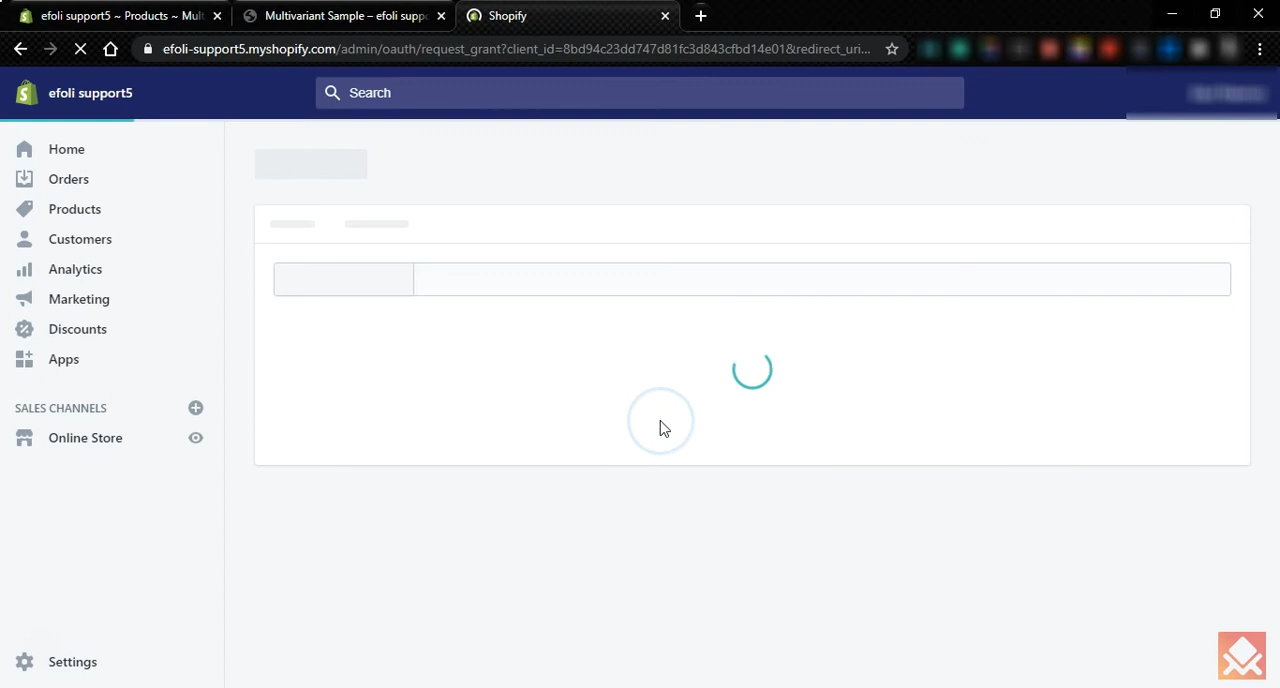 efoli support5 ~ Products ~ Mult
Multivariant Sample – efoli supp
Shopify
efoli-support5.myshopify.com/admin/oauth/request_grant?client_id=8bd94c23dd747d81fc3d843cfbd14e01&redirect_uri...
efoli support5
Search
Home
Orders
Products
Customers
Analytics
Marketing
Discounts
Apps
SALES CHANNELS
Online Store
Settings